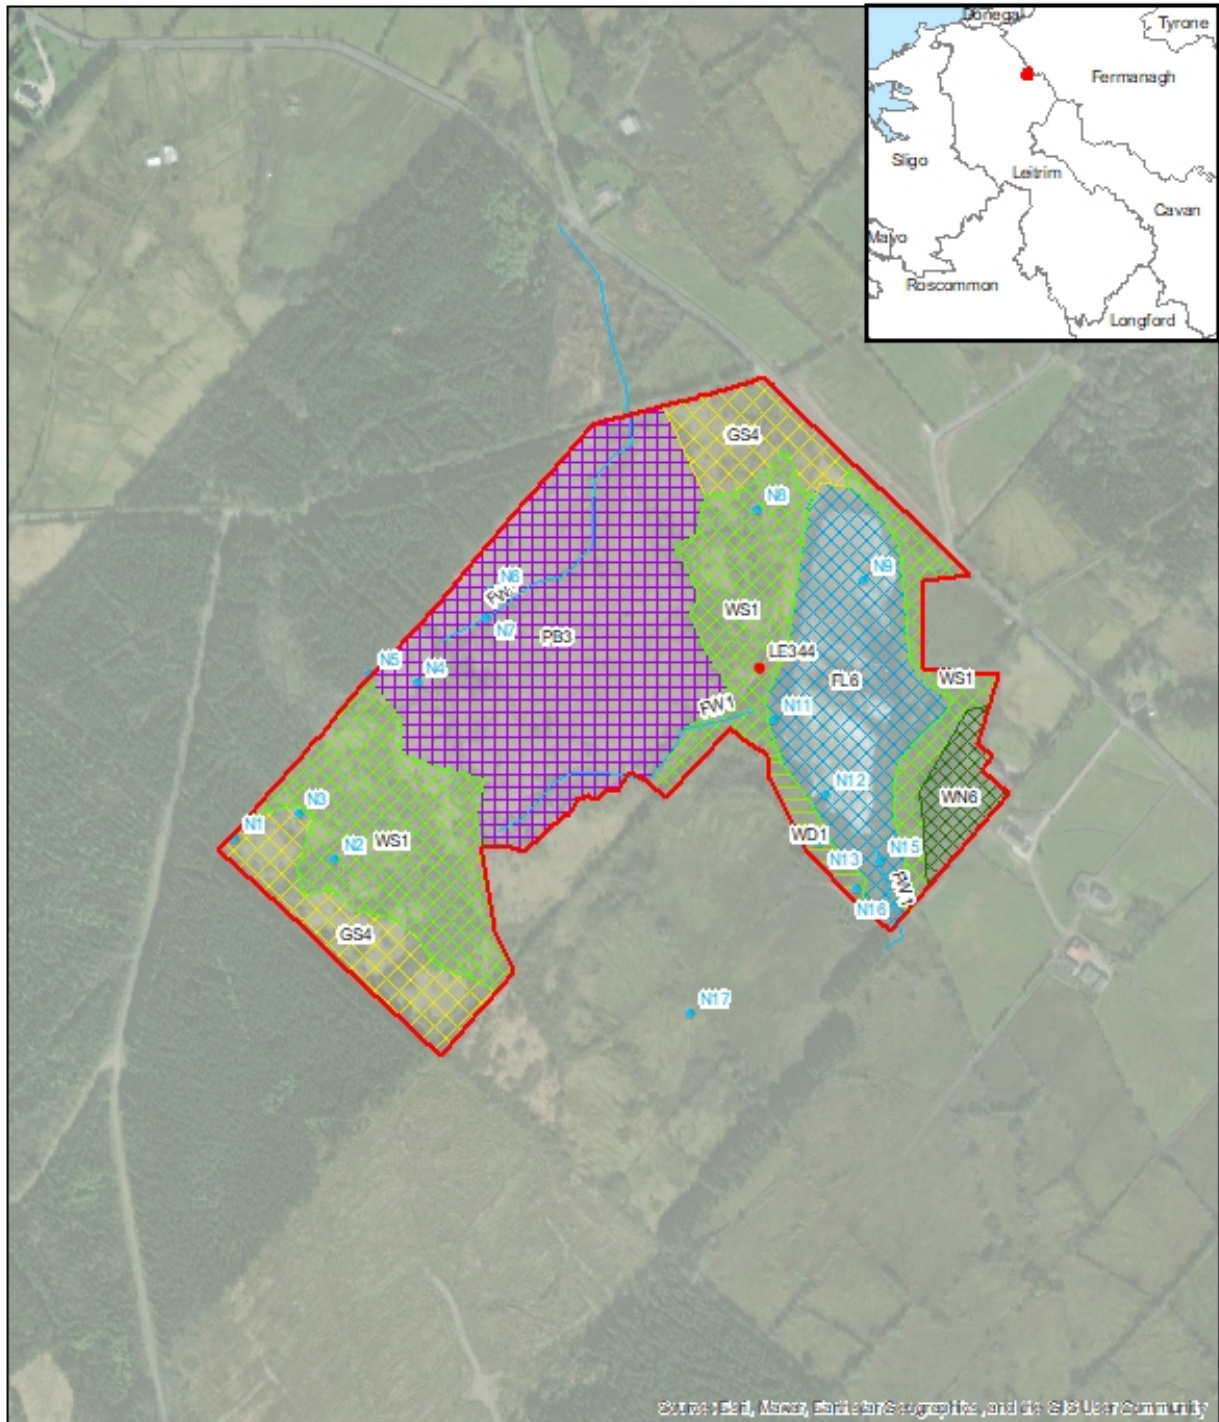 Donegal
Tyrone
Fermanagh
Sligo
Leitrim
Cavan
Mayo
Roscommon
Longford
GS4
N8
N9
N6
FW
WS1
N7
PB3
LE344
N5
N4
FL6
WS1
FW1
N11
N12
WN6
N3
N1
WS1
WD1
N2
N13
N15
FW1
N16
GS4
N17
Source: Esri, Maxar, Earthstar Geographics, and the GIS User Community